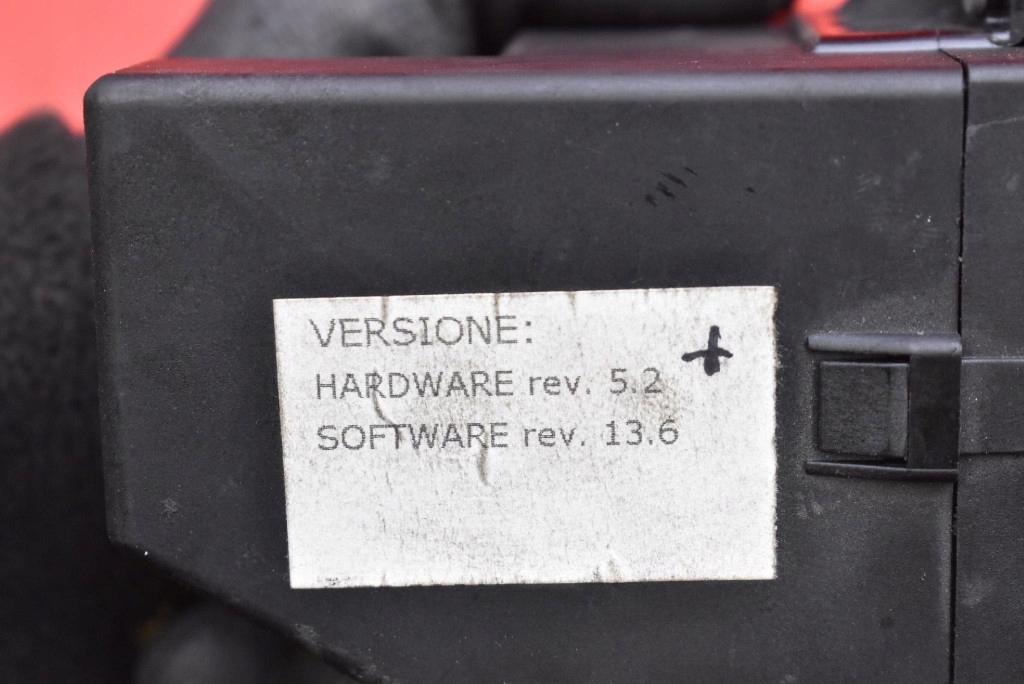 VERSIONE:
HARDWARE rev. 5.2
SOFTWARE rev. 13.6